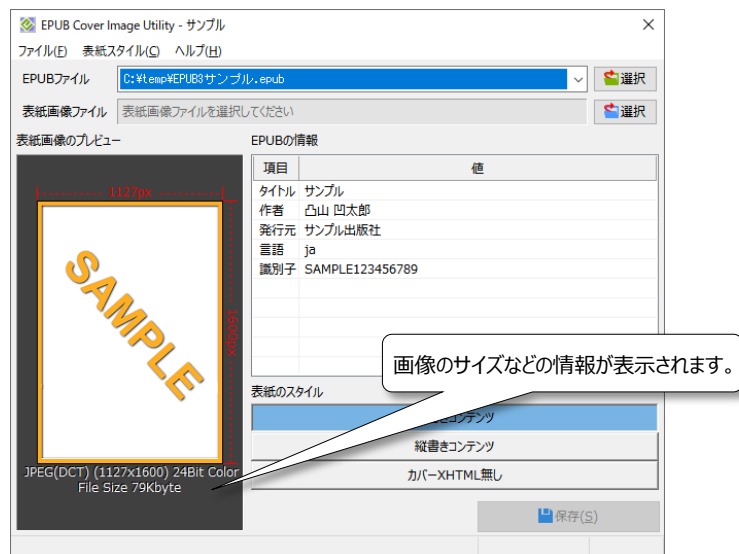 EPUB Cover Image Utility - サンプル
ファイル(F) 表紙スタイル(C) ヘルプ(H)
EPUBファイル C:¥temp¥EPUB3サンプル.epub 選択
表紙画像ファイル 表紙画像ファイルを選択してください 選択
表紙画像のプレビュー
1127px
1600px
SAMPLE
JPEG(DCT) (1127x1600) 24Bit Color
File Size 79Kbyte
EPUBの情報
項目 値
タイトル サンプル
作者 凸山 凹太郎
発行元 サンプル出版社
言語 ja
識別子 SAMPLE123456789
画像のサイズなどの情報が表示されます。
表紙のスタイル
きコンテンツ
縦書きコンテンツ
カバーXHTML無し
保存(S)